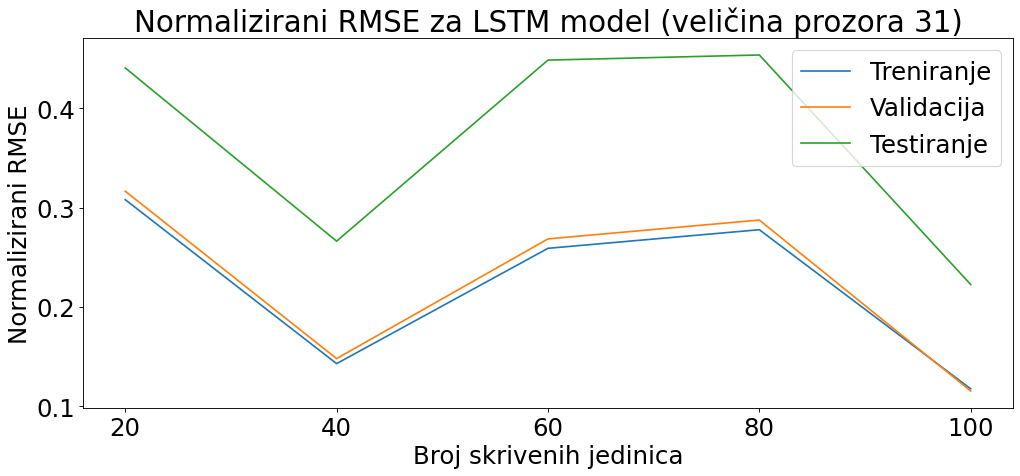 Normalizirani RMSE za LSTM model (veličina prozora 31)
Treniranje
Validacija
Testiranje
Normalizirani RMSE
0.4
0.3
0.2
0.1
20 40 60 80 100
Broj skrivenih jedinica